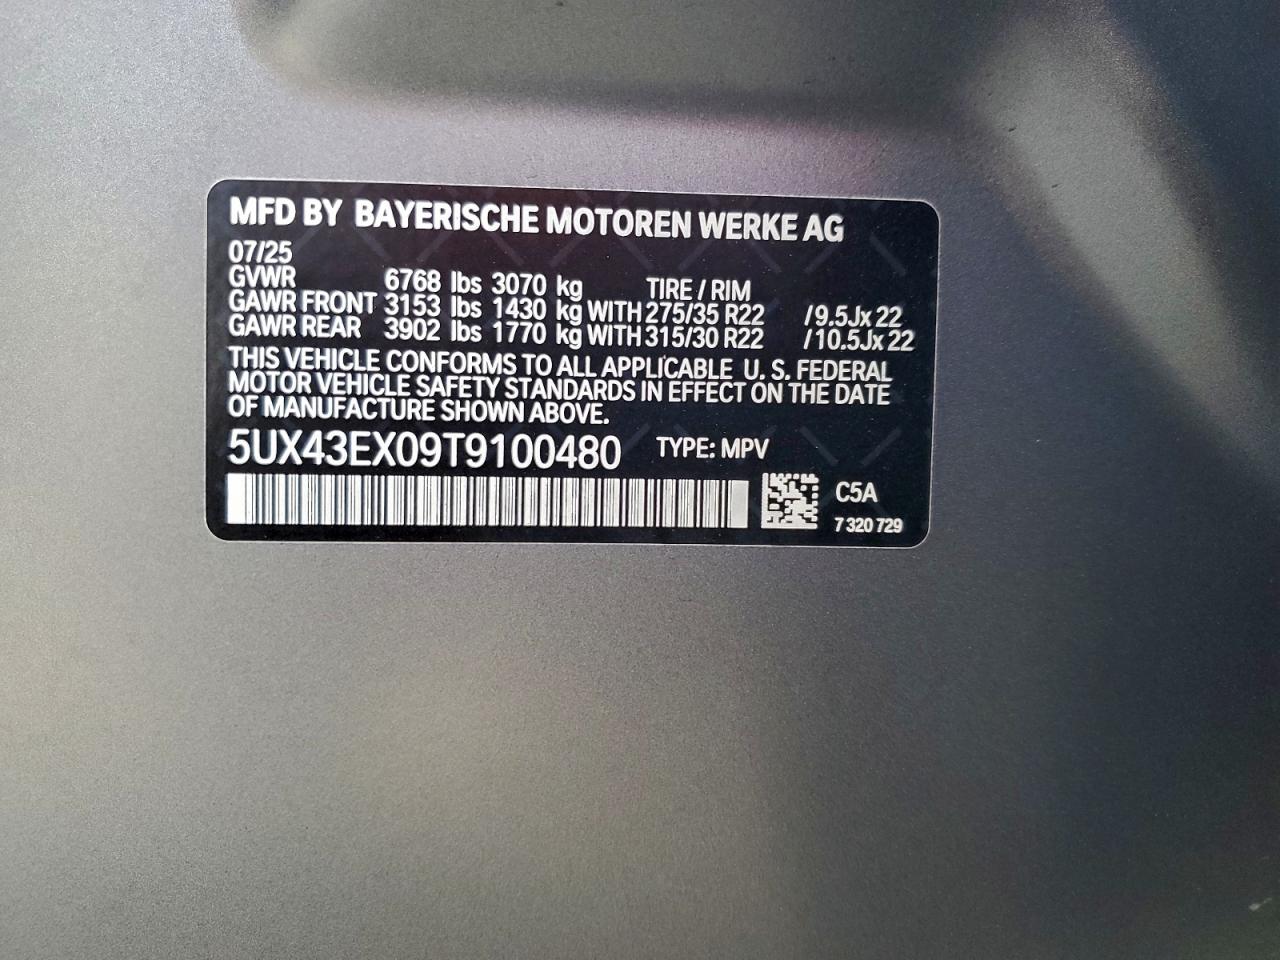 MFD BY BAYERISCHE MOTOREN WERKE AG
07/25
GVWR 6768 lbs 3070 kg TIRE / RIM
GAWR FRONT 3153 lbs 1430 kg WITH 275/35 R22 /9.5Jx22
GAWR REAR 3902 lbs 1770 kg WITH 315/30 R22 /10.5Jx22
THIS VEHICLE CONFORMS TO ALL APPLICABLE U. S. FEDERAL
MOTOR VEHICLE SAFETY STANDARDS IN EFFECT ON THE DATE
OF MANUFACTURE SHOWN ABOVE.
5UX43EX09T9100480 TYPE: MPV
C5A
7 320 729